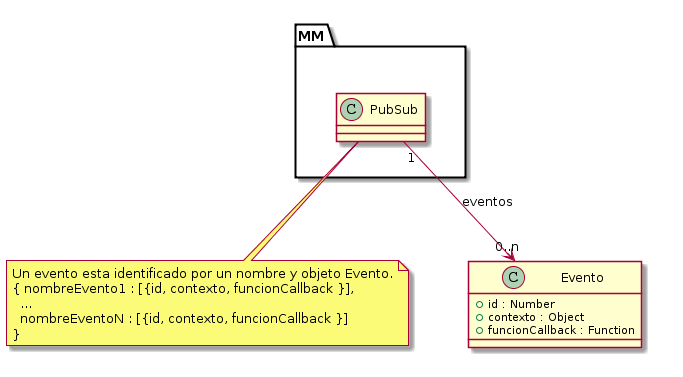 MM
C PubSub
1
eventos
0..n
Un evento esta identificado por un nombre y objeto Evento.
{ nombreEvento1 : [{id, contexto, funcionCallback }],
...
nombreEventoN : [{id, contexto, funcionCallback }]
}
C Evento
id : Number
contexto : Object
funcionCallback : Function